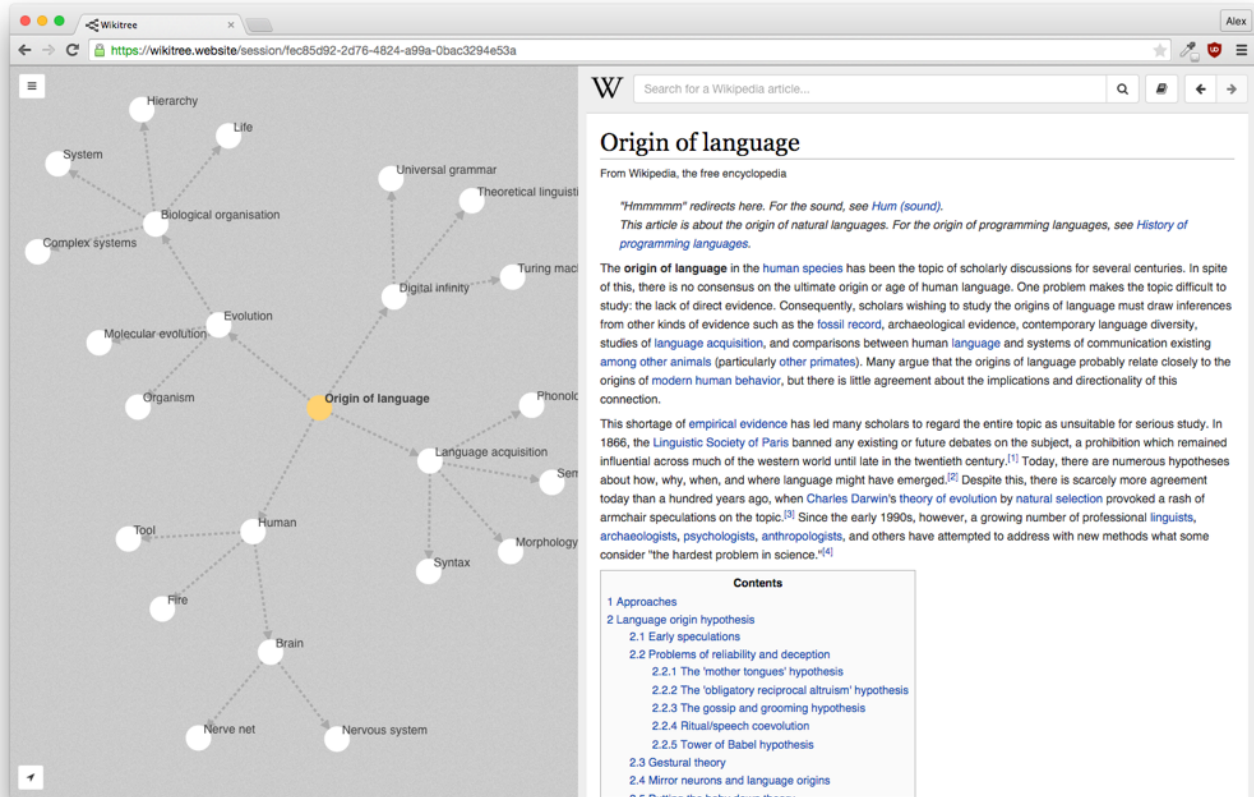 Wikitree
Alex
https://wikitree.website/session/fec85d92-2d76-4824-a99a-0bac3294e53a
Hierarchy
Life
System
Universal grammar
Theoretical linguisti
Biological organisation
Complex systems
Turing mac
Digital infinity
Evolution
Molecular evolution
Organism
Origin of language
Phonolo
Language acquisition
Sem
Human
Tool
Morphology
Syntax
Fire
Brain
Nerve net
Nervous system
W
Search for a Wikipedia article...
Origin of language
From Wikipedia, the free encyclopedia
"Hmmmmm" redirects here. For the sound, see Hum (sound).
This article is about the origin of natural languages. For the origin of programming languages, see History of
programming languages.
The origin of language in the human species has been the topic of scholarly discussions for several centuries. In spite
of this, there is no consensus on the ultimate origin or age of human language. One problem makes the topic difficult to
study: the lack of direct evidence. Consequently, scholars wishing to study the origins of language must draw inferences
from other kinds of evidence such as the fossil record, archaeological evidence, contemporary language diversity,
studies of language acquisition, and comparisons between human language and systems of communication existing
among other animals (particularly other primates). Many argue that the origins of language probably relate closely to the
origins of modern human behavior, but there is little agreement about the implications and directionality of this
connection.
This shortage of empirical evidence has led many scholars to regard the entire topic as unsuitable for serious study. In
1866, the Linguistic Society of Paris banned any existing or future debates on the subject, a prohibition which remained
influential across much of the western world until late in the twentieth century.[1] Today, there are numerous hypotheses
about how, why, when, and where language might have emerged.[2] Despite this, there is scarcely more agreement
today than a hundred years ago, when Charles Darwin's theory of evolution by natural selection provoked a rash of
armchair speculations on the topic.[3] Since the early 1990s, however, a growing number of professional linguists,
archaeologists, psychologists, anthropologists, and others have attempted to address with new methods what some
consider "the hardest problem in science."[4]
Contents
1 Approaches
2 Language origin hypothesis
2.1 Early speculations
2.2 Problems of reliability and deception
2.2.1 The 'mother tongues' hypothesis
2.2.2 The 'obligatory reciprocal altruism' hypothesis
2.2.3 The gossip and grooming hypothesis
2.2.4 Ritual/speech coevolution
2.2.5 Tower of Babel hypothesis
2.3 Gestural theory
2.4 Mirror neurons and language origins